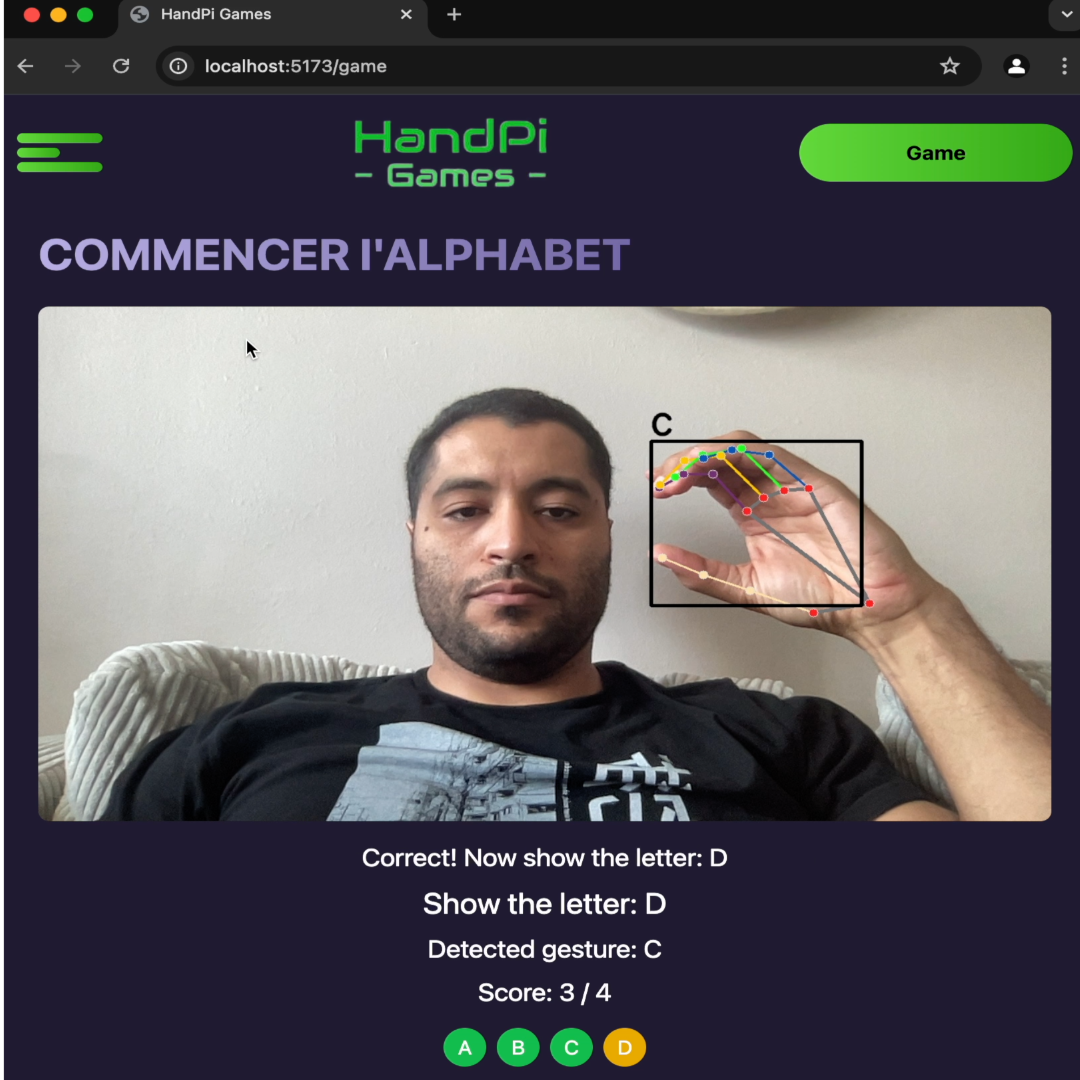 HandPi Games
localhost:5173/game
HandPi
- Games -
Game
COMMENCER l'ALPHABET
C
Correct! Now show the letter: D
Show the letter: D
Detected gesture: C
Score: 3 / 4
A B C D